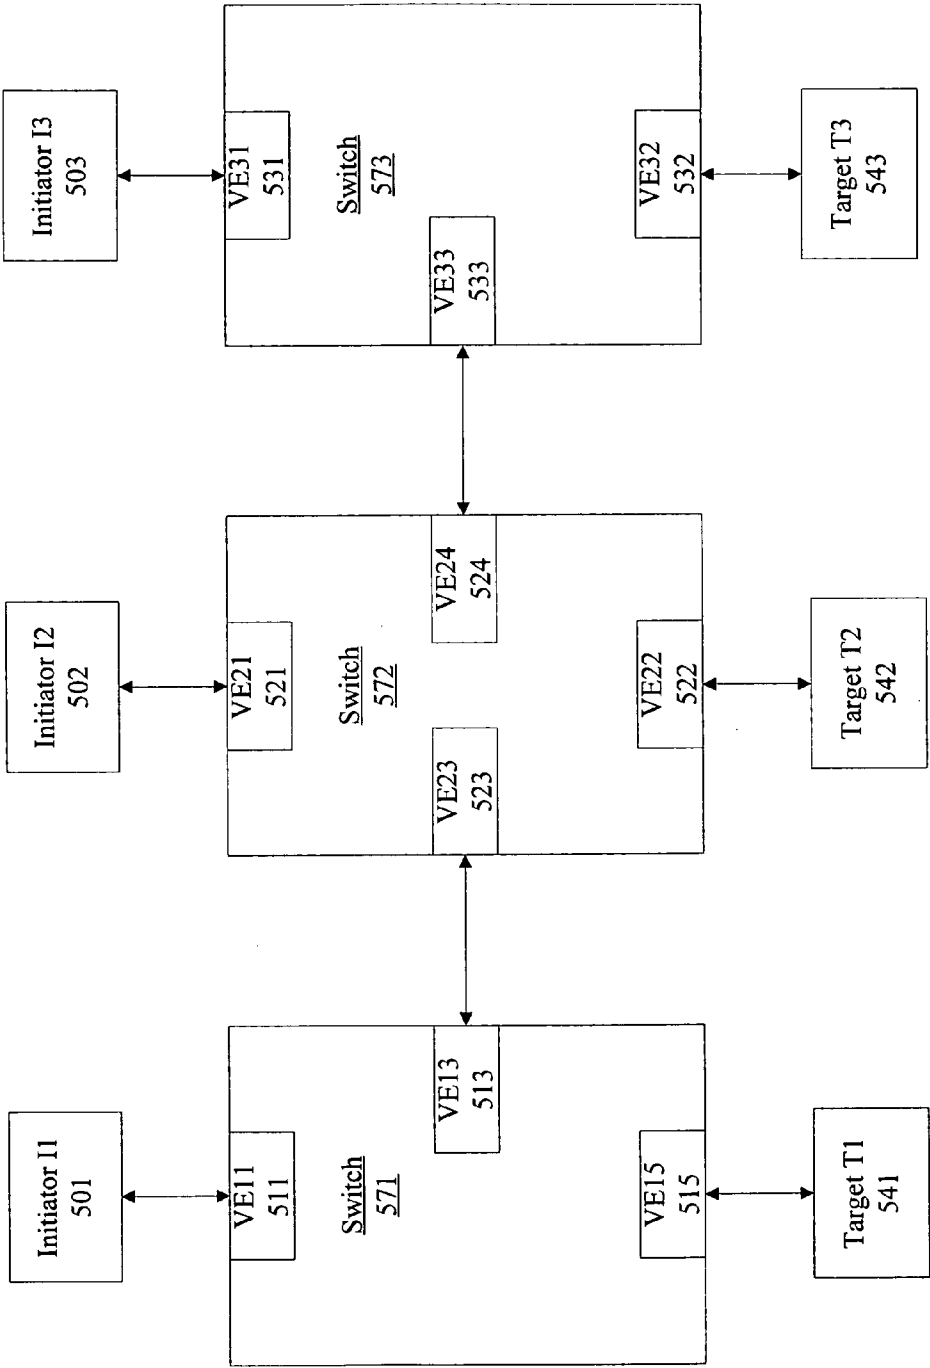 Initiator I1
501
Initiator I2
502
Initiator I3
503
VE11
511
VE21
521
VE31
531
Switch
571
Switch
572
Switch
573
VE13
513
VE23
523
VE24
524
VE33
533
VE15
515
VE22
522
VE32
532
Target T1
541
Target T2
542
Target T3
543